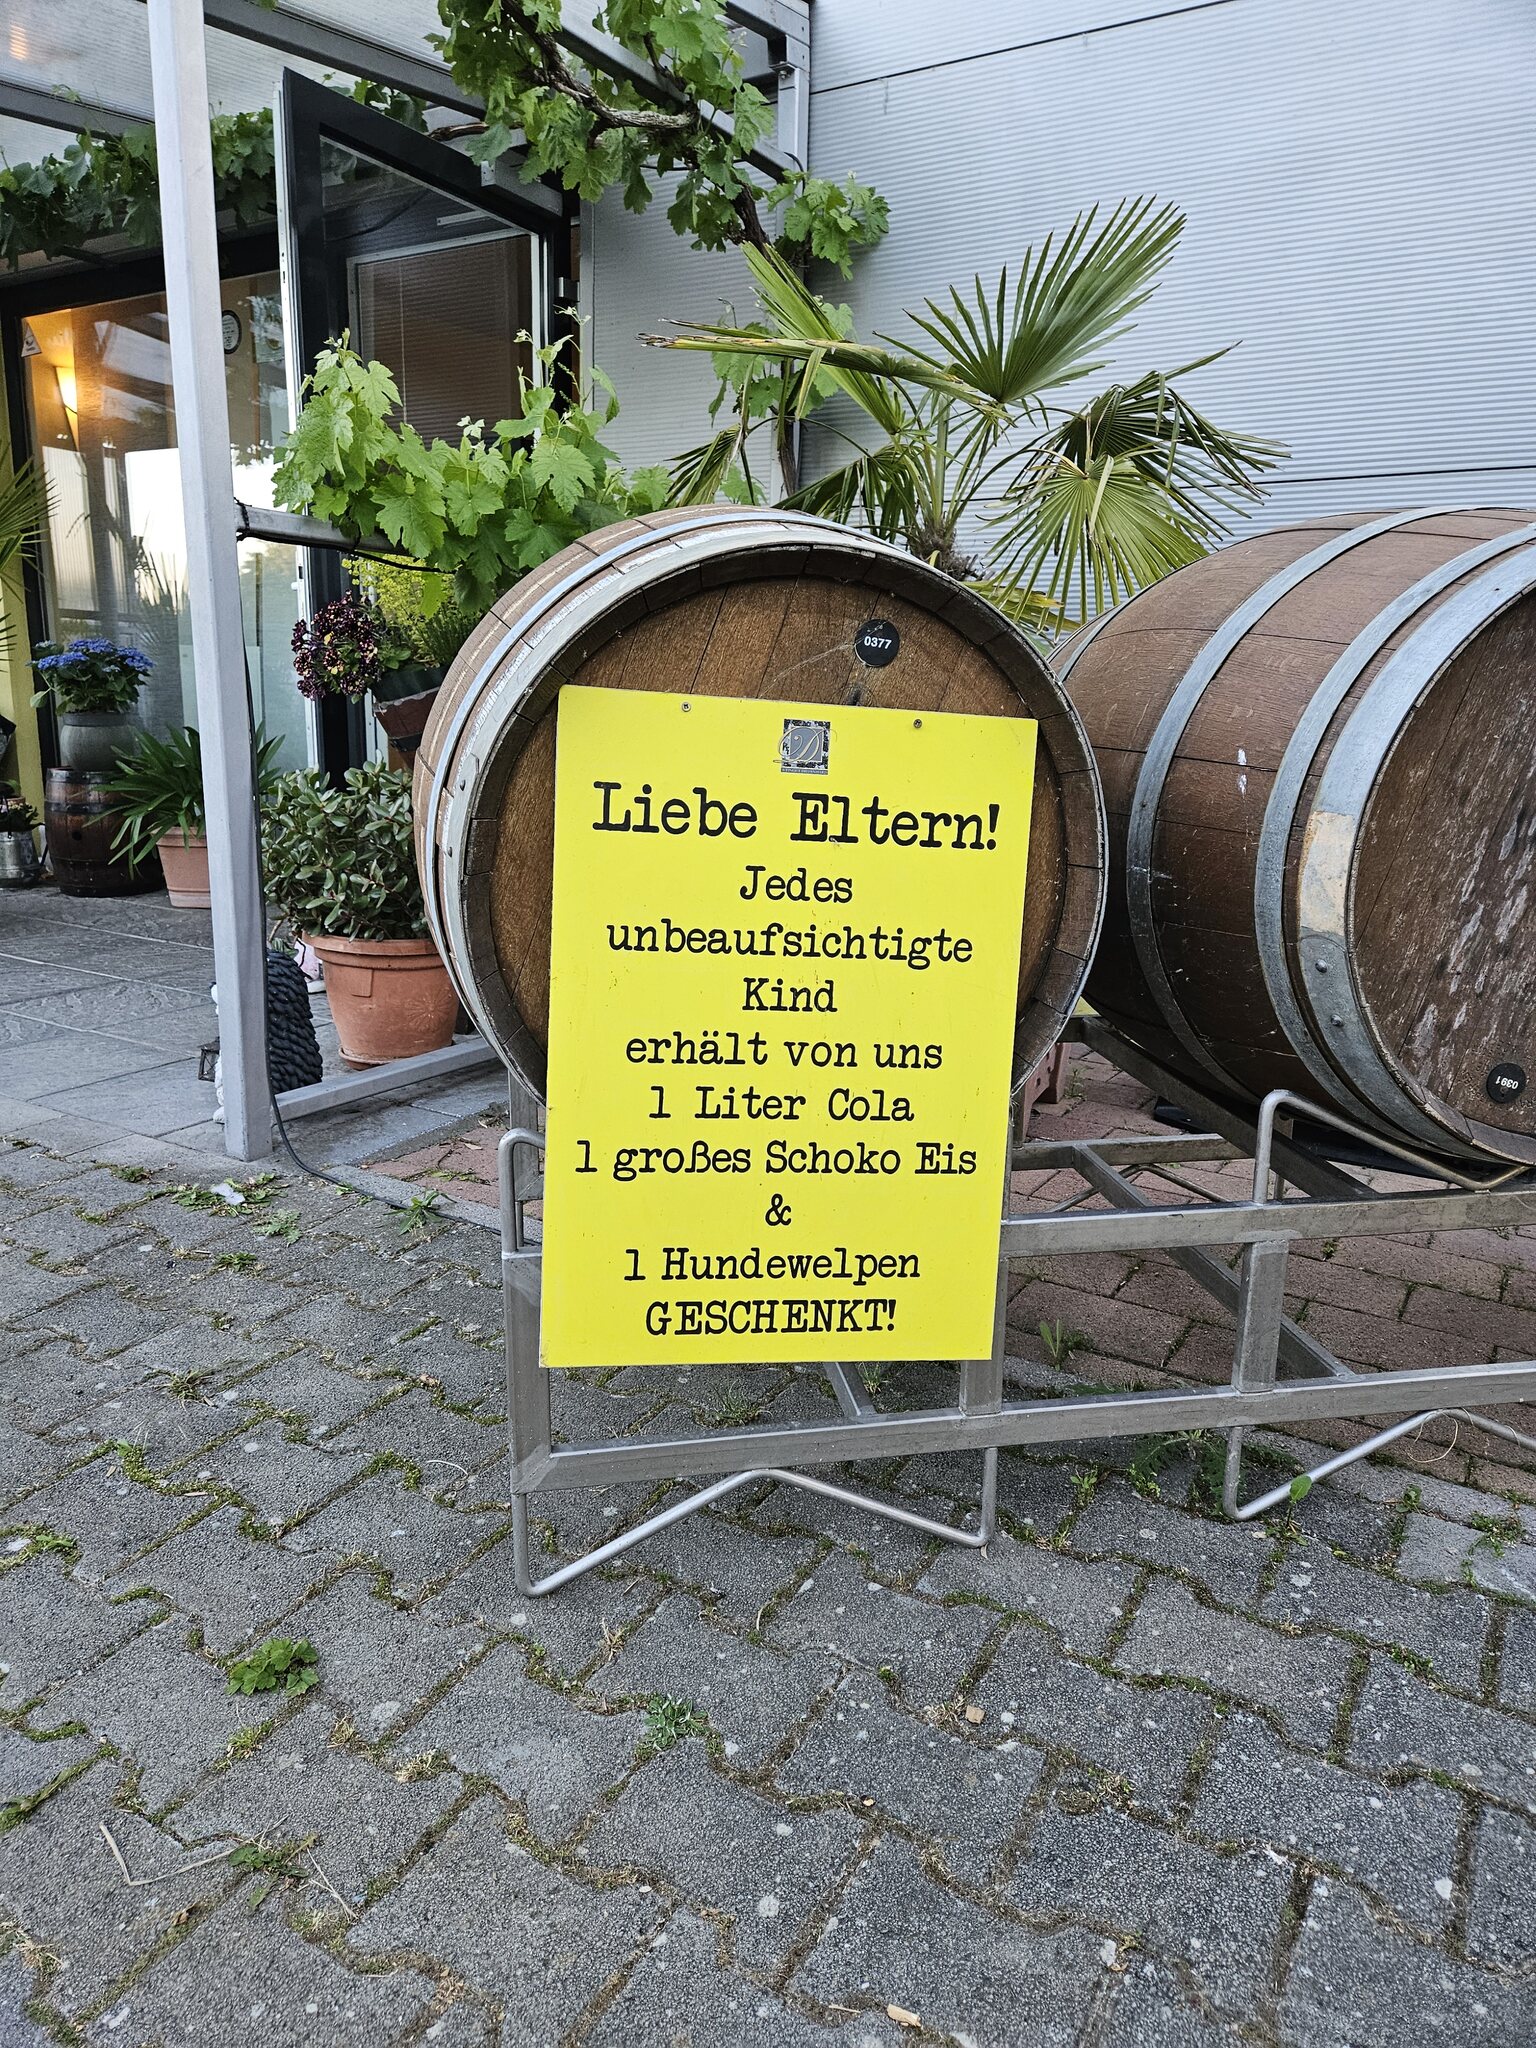 0377
Liebe Eltern!
Jedes
unbeaufsichtigte
Kind
erhält von uns
1 Liter Cola
1 großes Schoko Eis
&
1 Hundewelpen
GESCHENKT!
0391